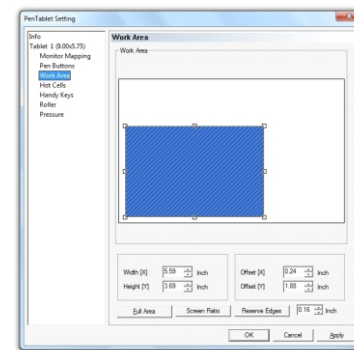 PenTablet Setting
Info
Tablet 1 (9.00x5.75)
Monitor Mapping
Pen Buttons
Work Area
Hot Cells
Handy Keys
Roller
Pressure
Work Area
Work Area
Width [X] 5.59 Inch
Height [Y] 3.69 Inch
Offset [X] 0.24 Inch
Offset [Y] 1.88 Inch
Full Area Screen Ratio Reserve Edges 0.16 Inch
OK Cancel Apply